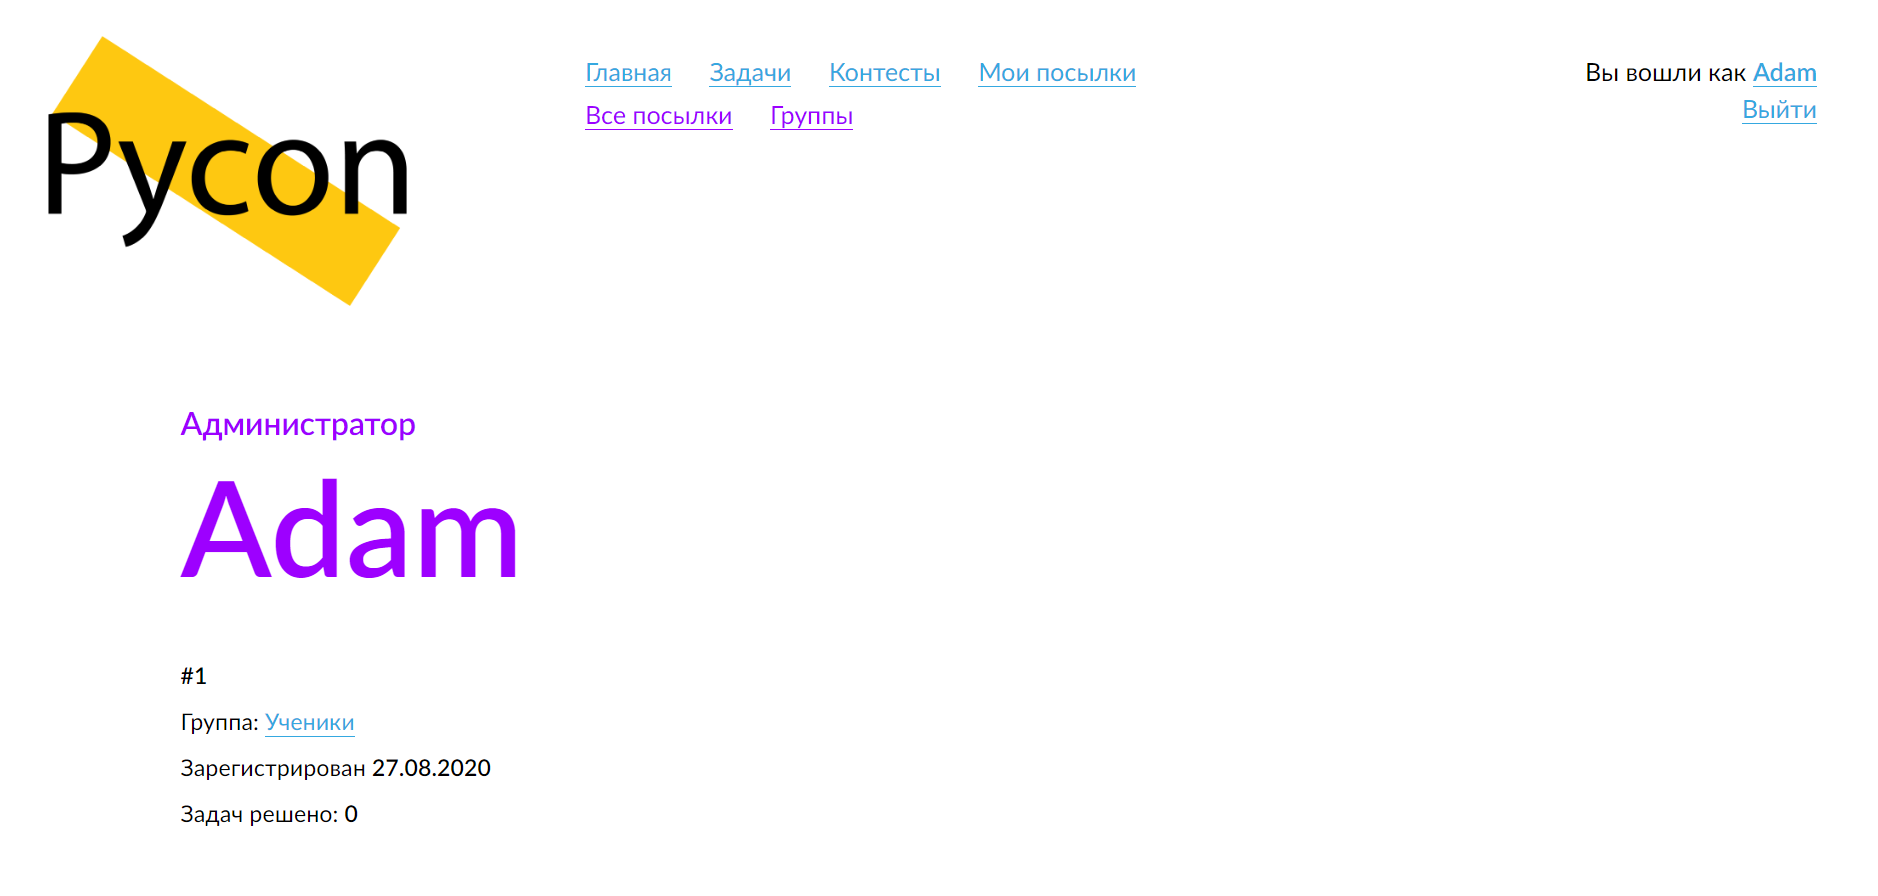 Pycon
Главная Задачи Контесты Мои посылки
Все посылки Группы
Вы вошли как Adam
Выйти
Администратор
Adam
#1
Группа: Ученики
Зарегистрирован 27.08.2020
Задач решено: 0